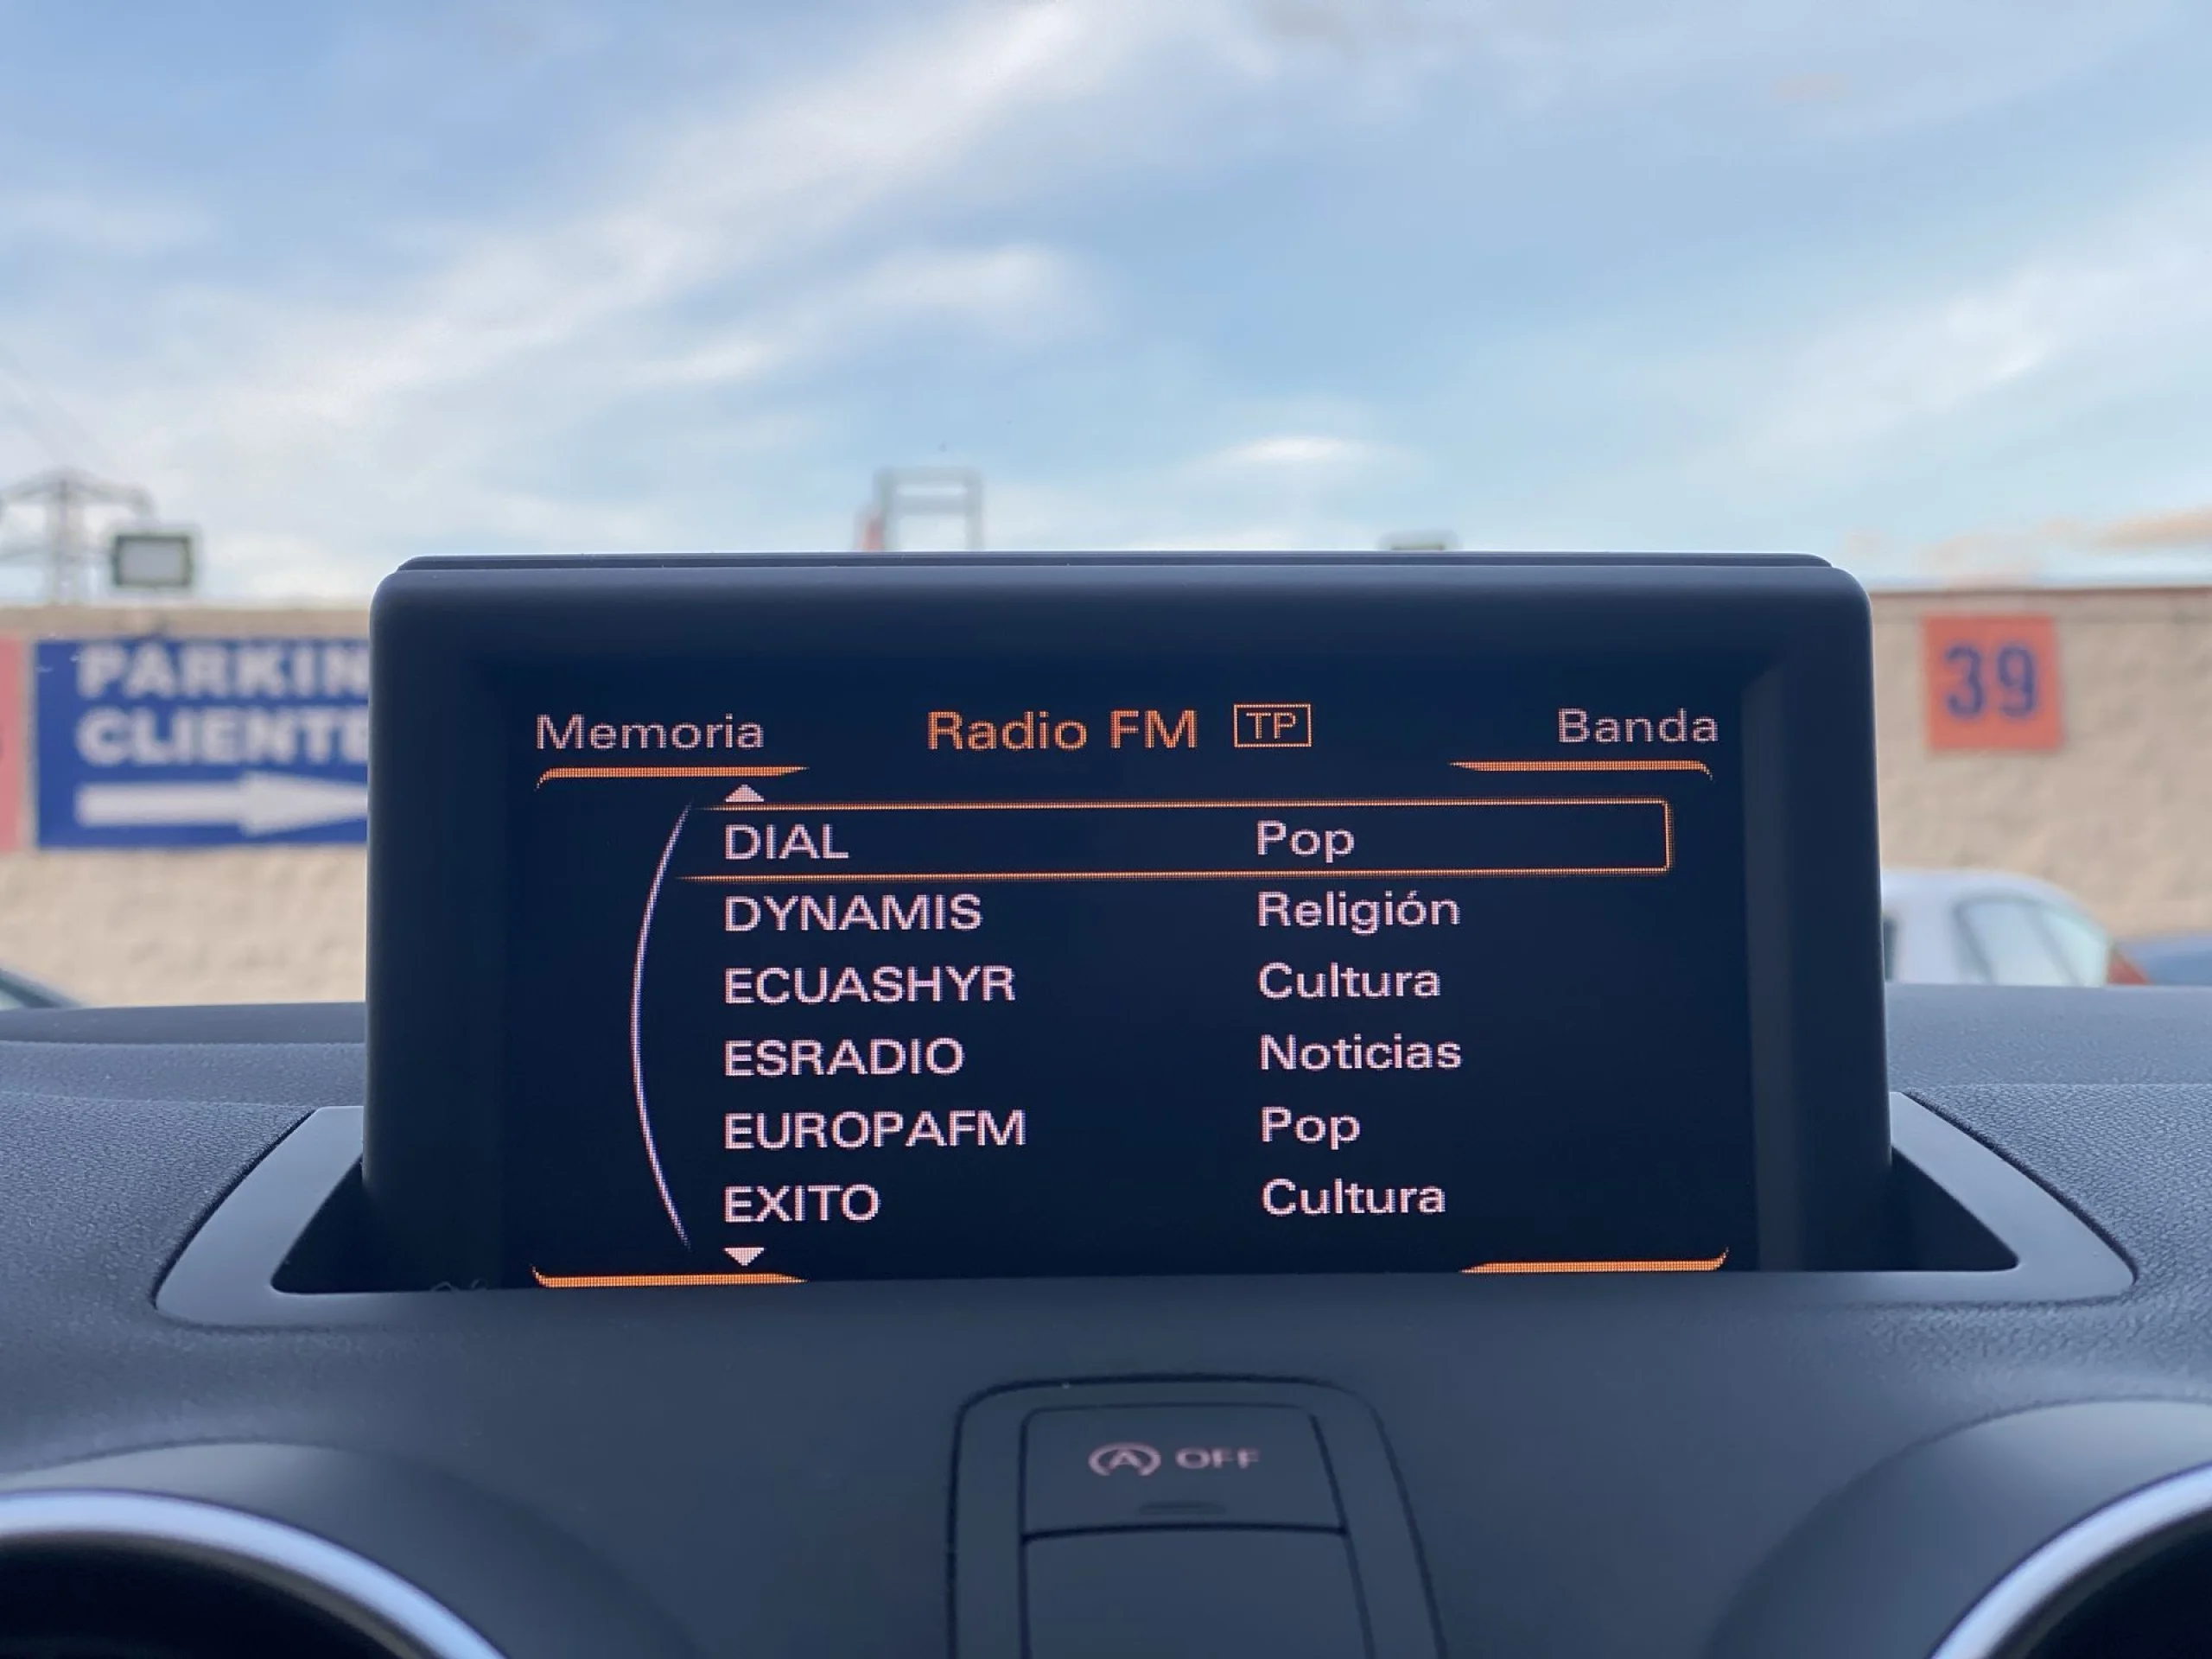 PARKIN
CLIENTE
39
Memoria Radio FM TP Banda
DIAL Pop
DYNAMIS Religión
ECUASHYR Cultura
ESRADIO Noticias
EUROPAFM Pop
EXITO Cultura
A OFF